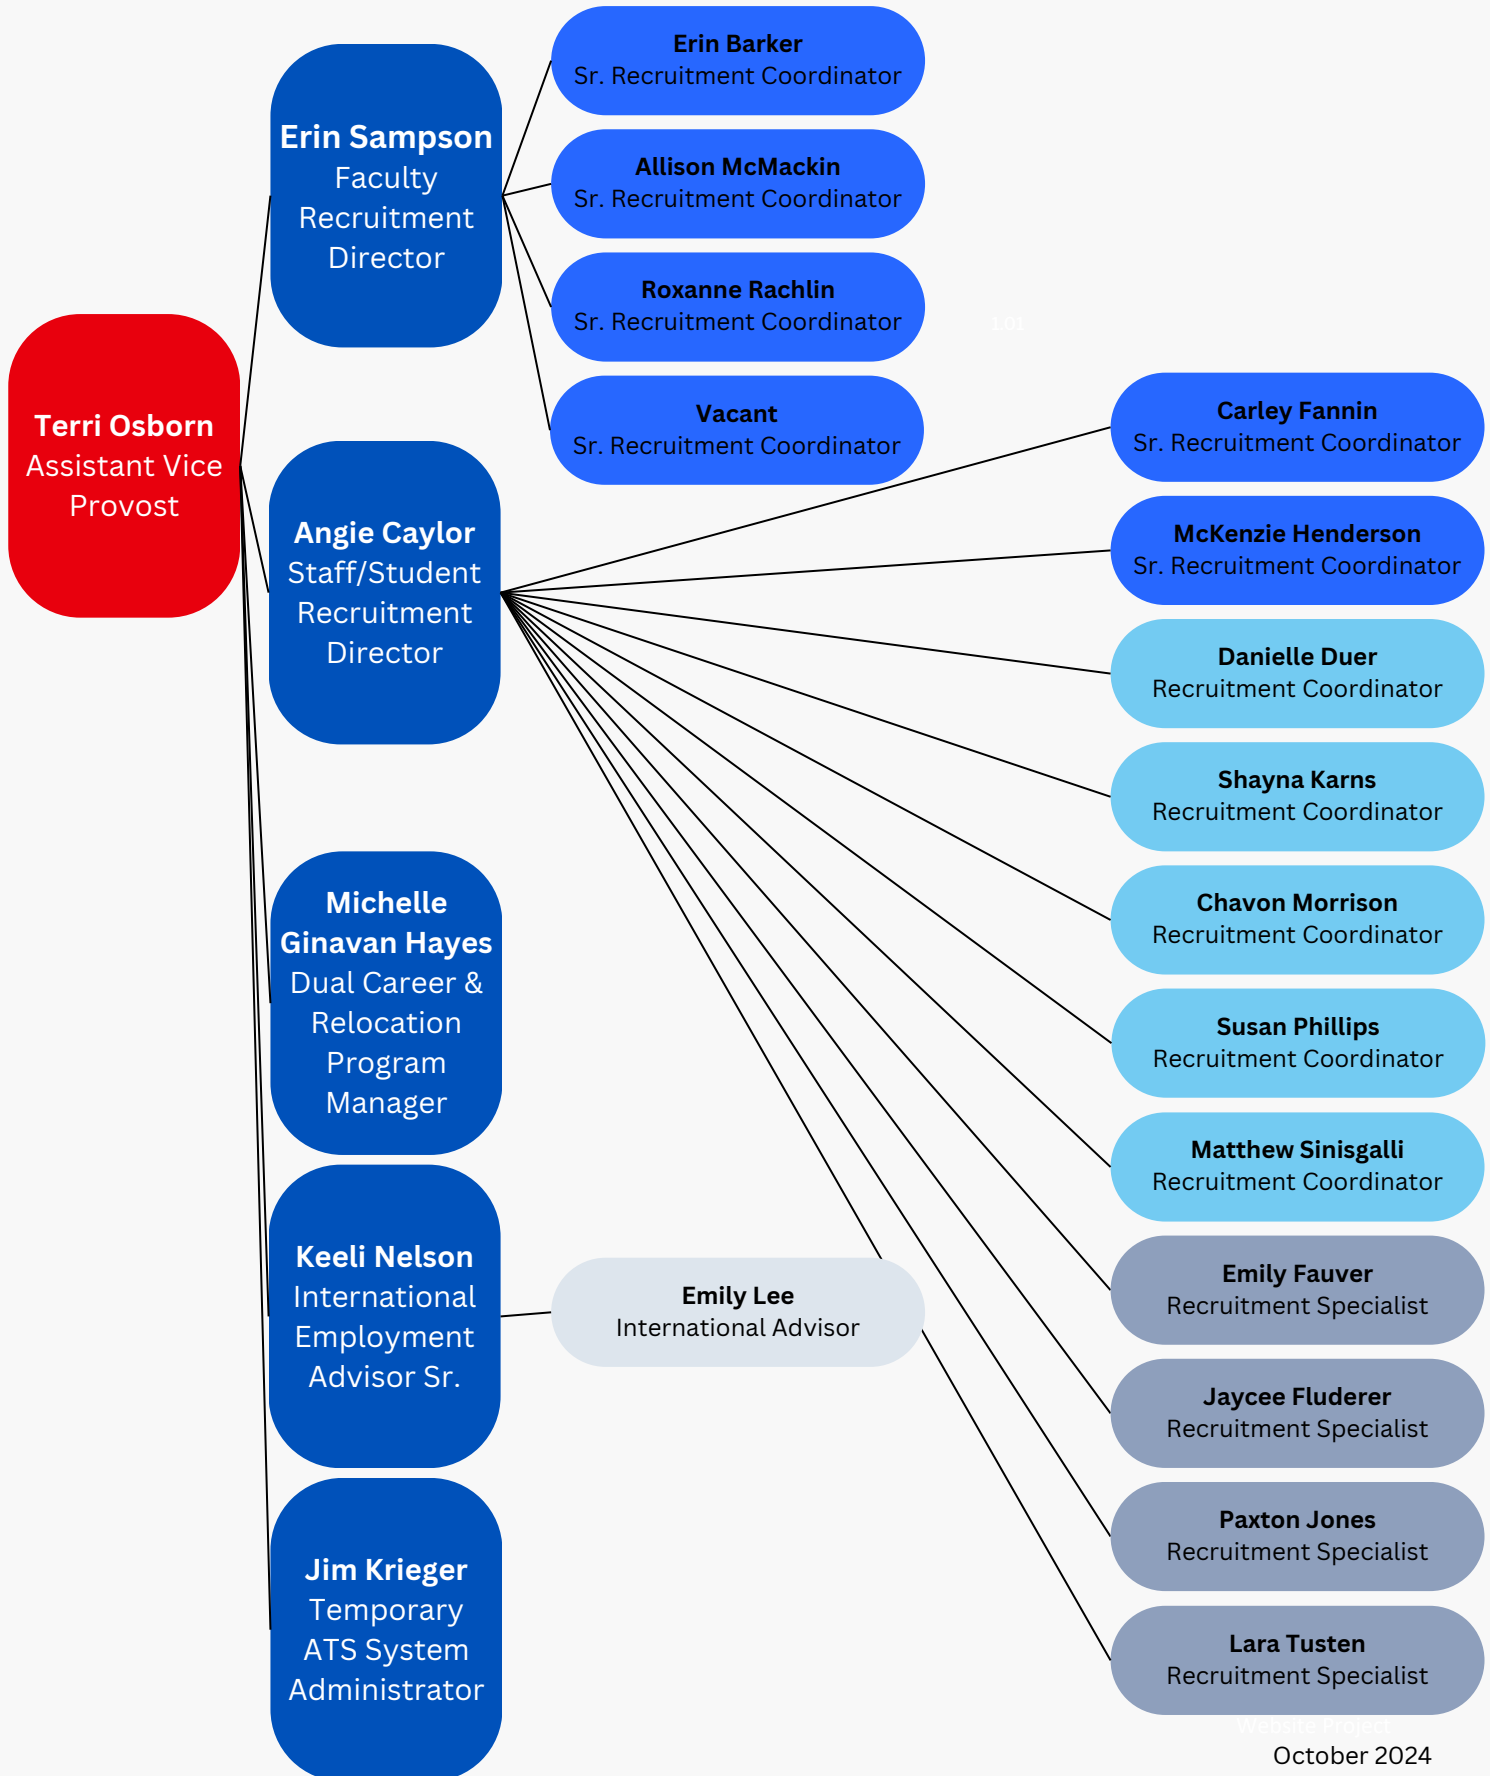 Terri Osborn
Assistant Vice
Provost
Erin Sampson
Faculty
Recruitment
Director
Erin Barker
Sr. Recruitment Coordinator
Allison McMackin
Sr. Recruitment Coordinator
Roxanne Rachlin
Sr. Recruitment Coordinator
Vacant
Sr. Recruitment Coordinator
1.01
Angie Caylor
Staff/Student
Recruitment
Director
Carley Fannin
Sr. Recruitment Coordinator
McKenzie Henderson
Sr. Recruitment Coordinator
Danielle Duer
Recruitment Coordinator
Shayna Karns
Recruitment Coordinator
Chavon Morrison
Recruitment Coordinator
Susan Phillips
Recruitment Coordinator
Matthew Sinisgalli
Recruitment Coordinator
Emily Fauver
Recruitment Specialist
Jaycee Fluderer
Recruitment Specialist
Paxton Jones
Recruitment Specialist
Lara Tusten
Recruitment Specialist
Michelle
Ginavan Hayes
Dual Career &
Relocation
Program
Manager
Keeli Nelson
International
Employment
Advisor Sr.
Emily Lee
International Advisor
Jim Krieger
Temporary
ATS System
Administrator
Website Project
October 2024